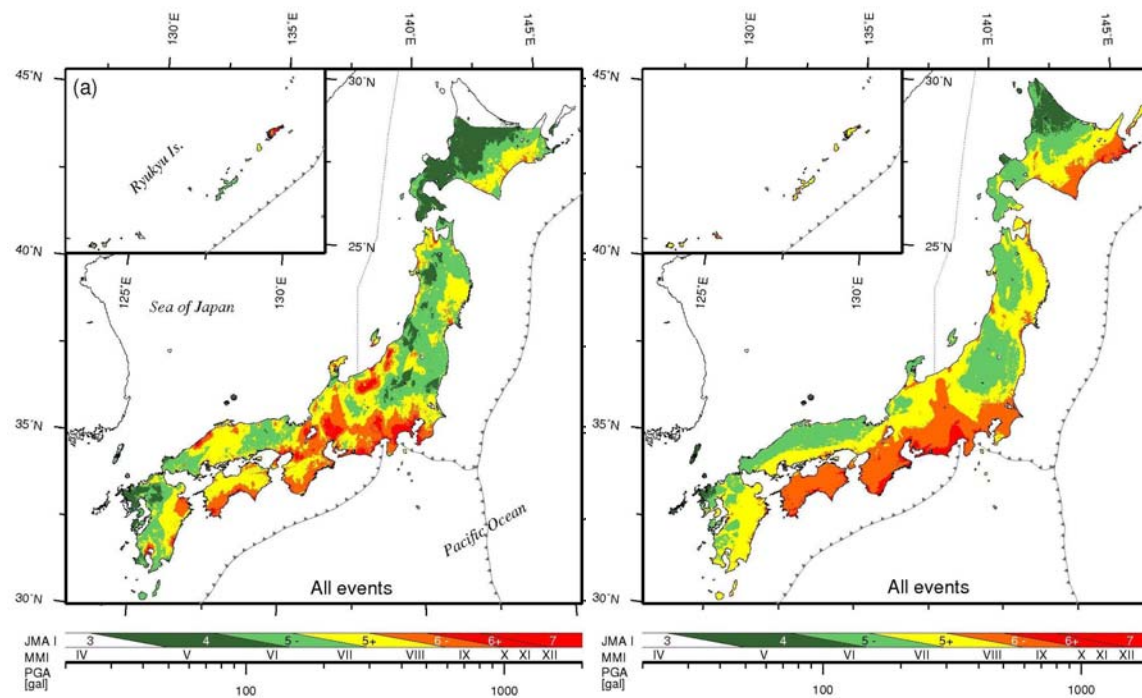 130°E 135°E 140°E 145°E 130°E 135°E 140°E 145°E
45°N (a) 30°N 45°N 30°N
Ryukyu Is.
40°N 25°N 40°N 25°N
125°E 130°E 125°E 130°E
Sea of Japan
35°N 35°N
Pacific Ocean
All events All events
30°N 30°N
JMA I 3 4 5 - 5+ 6 - 6+ 7 JMA I 3 4 5 - 5+ 6 - 6+ 7
MMI IV V VI VII VIII IX X XI XII MMI IV V VI VII VIII IX X XI XII
PGA PGA
[gal] 100 1000 [gal] 100 1000